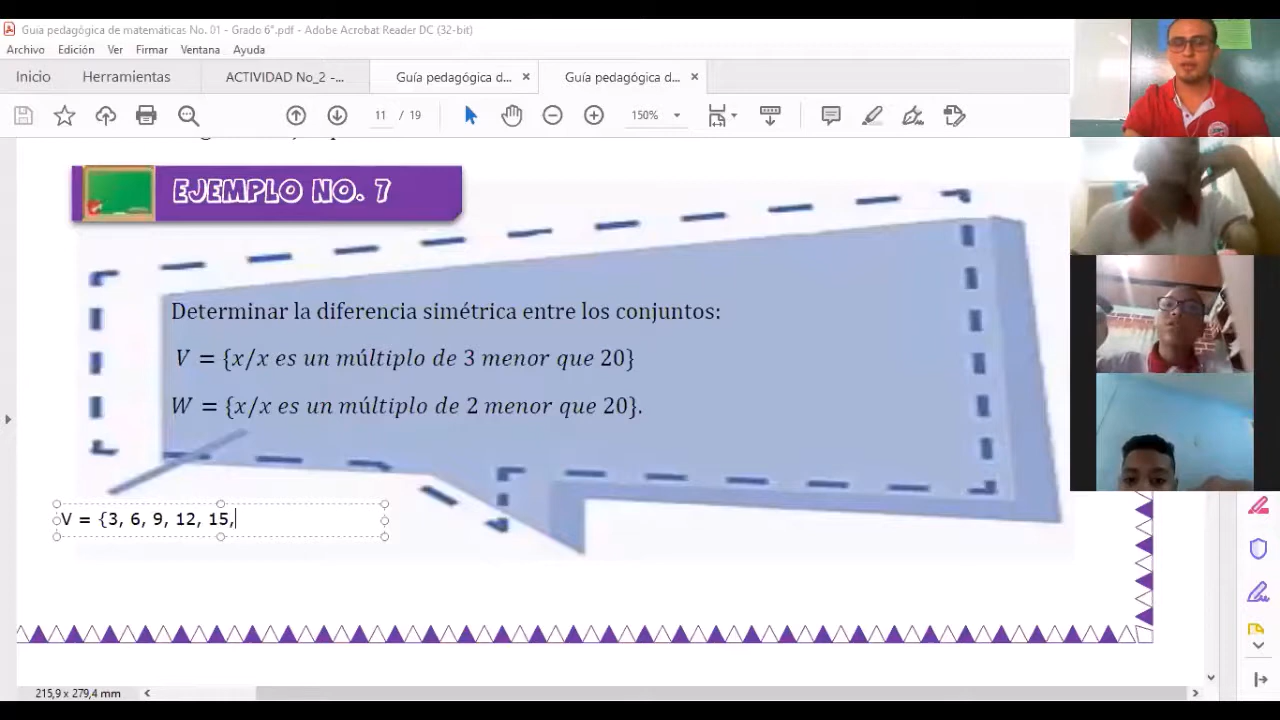 Guía pedagógica de matemáticas No. 01 - Grado 6°.pdf - Adobe Acrobat Reader DC (32-bit)
Archivo Edición Ver Firmar Ventana Ayuda
Inicio Herramientas ACTIVIDAD No_2 -... Guía pedagógica d... × Guía pedagógica d... ×
11 / 19 150%
EJEMPLO NO. 7
Determinar la diferencia simétrica entre los conjuntos:
V = {x/x es un múltiplo de 3 menor que 20}
W = {x/x es un múltiplo de 2 menor que 20}.
V = {3, 6, 9, 12, 15,
215,9 x 279,4 mm